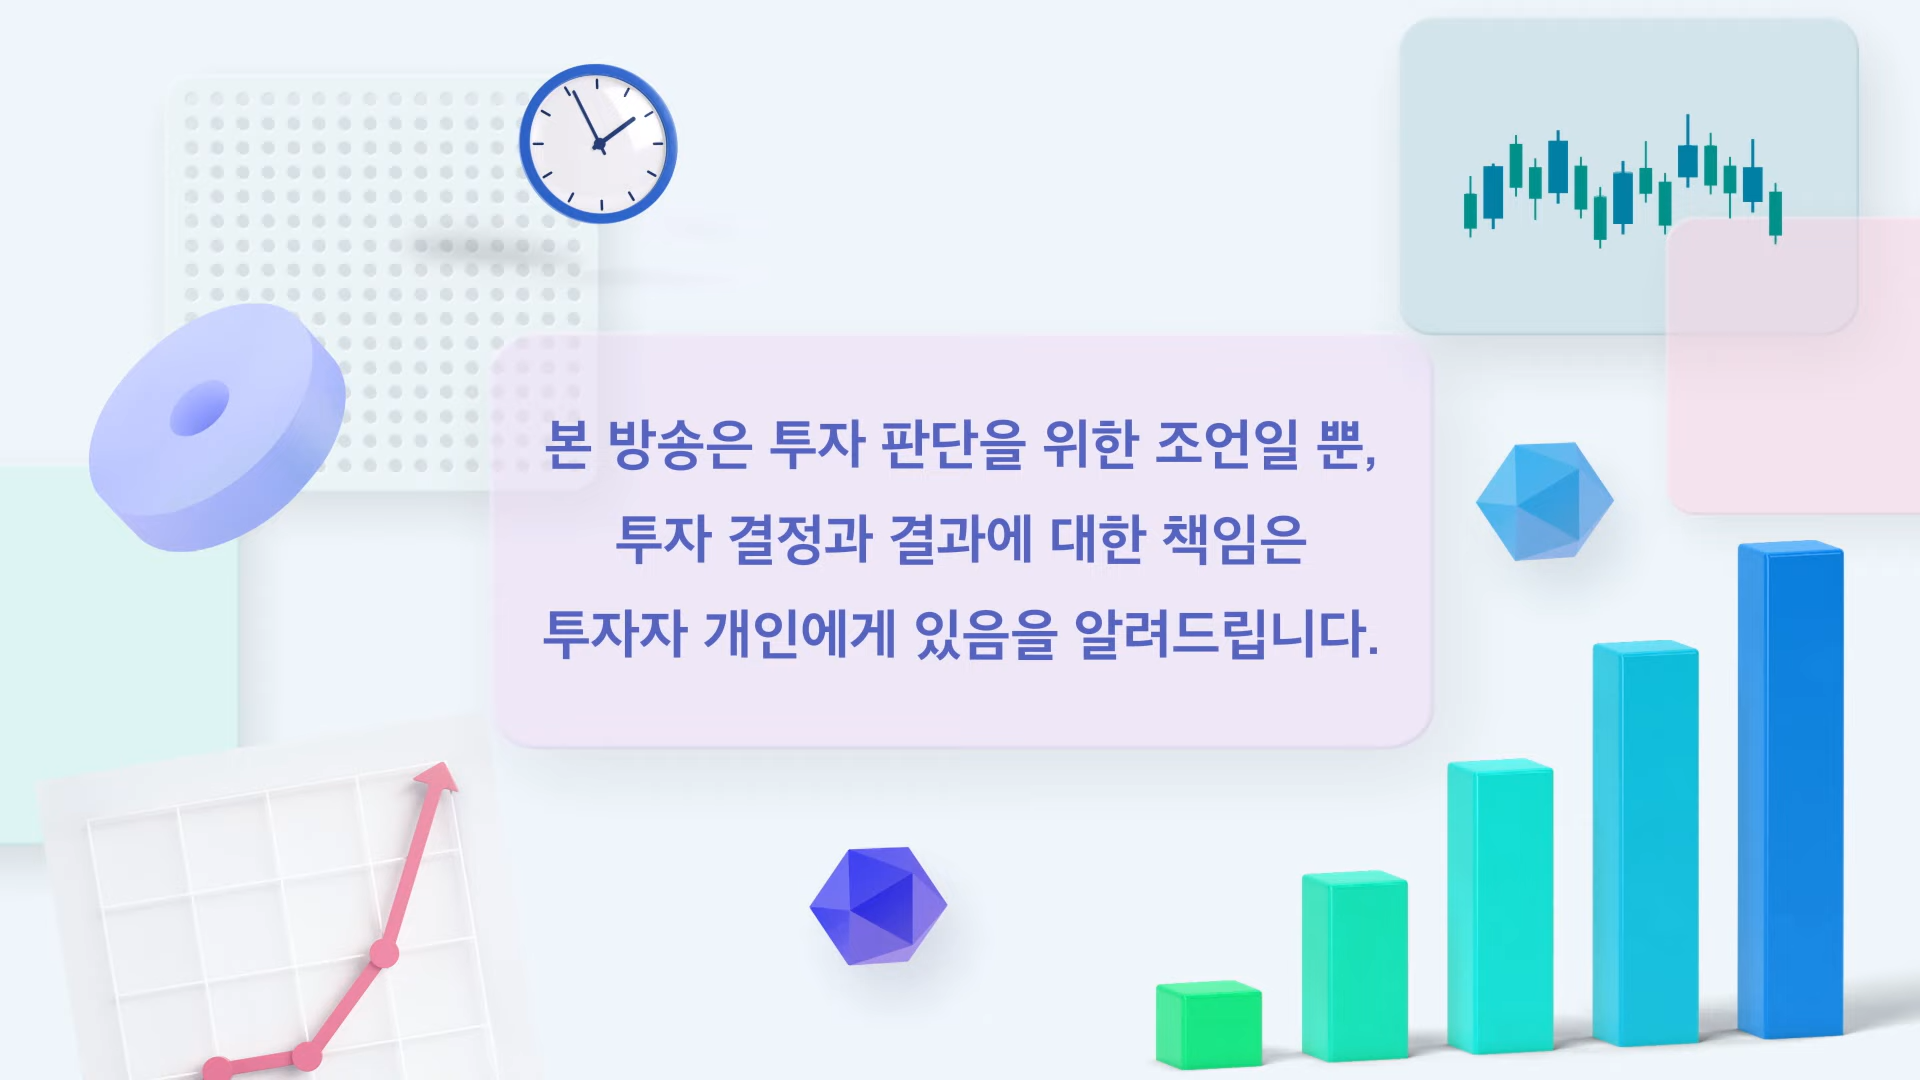 본 방송은 투자 판단을 위한 조언일 뿐,
투자 결정과 결과에 대한 책임은
투자자 개인에게 있음을 알려드립니다.